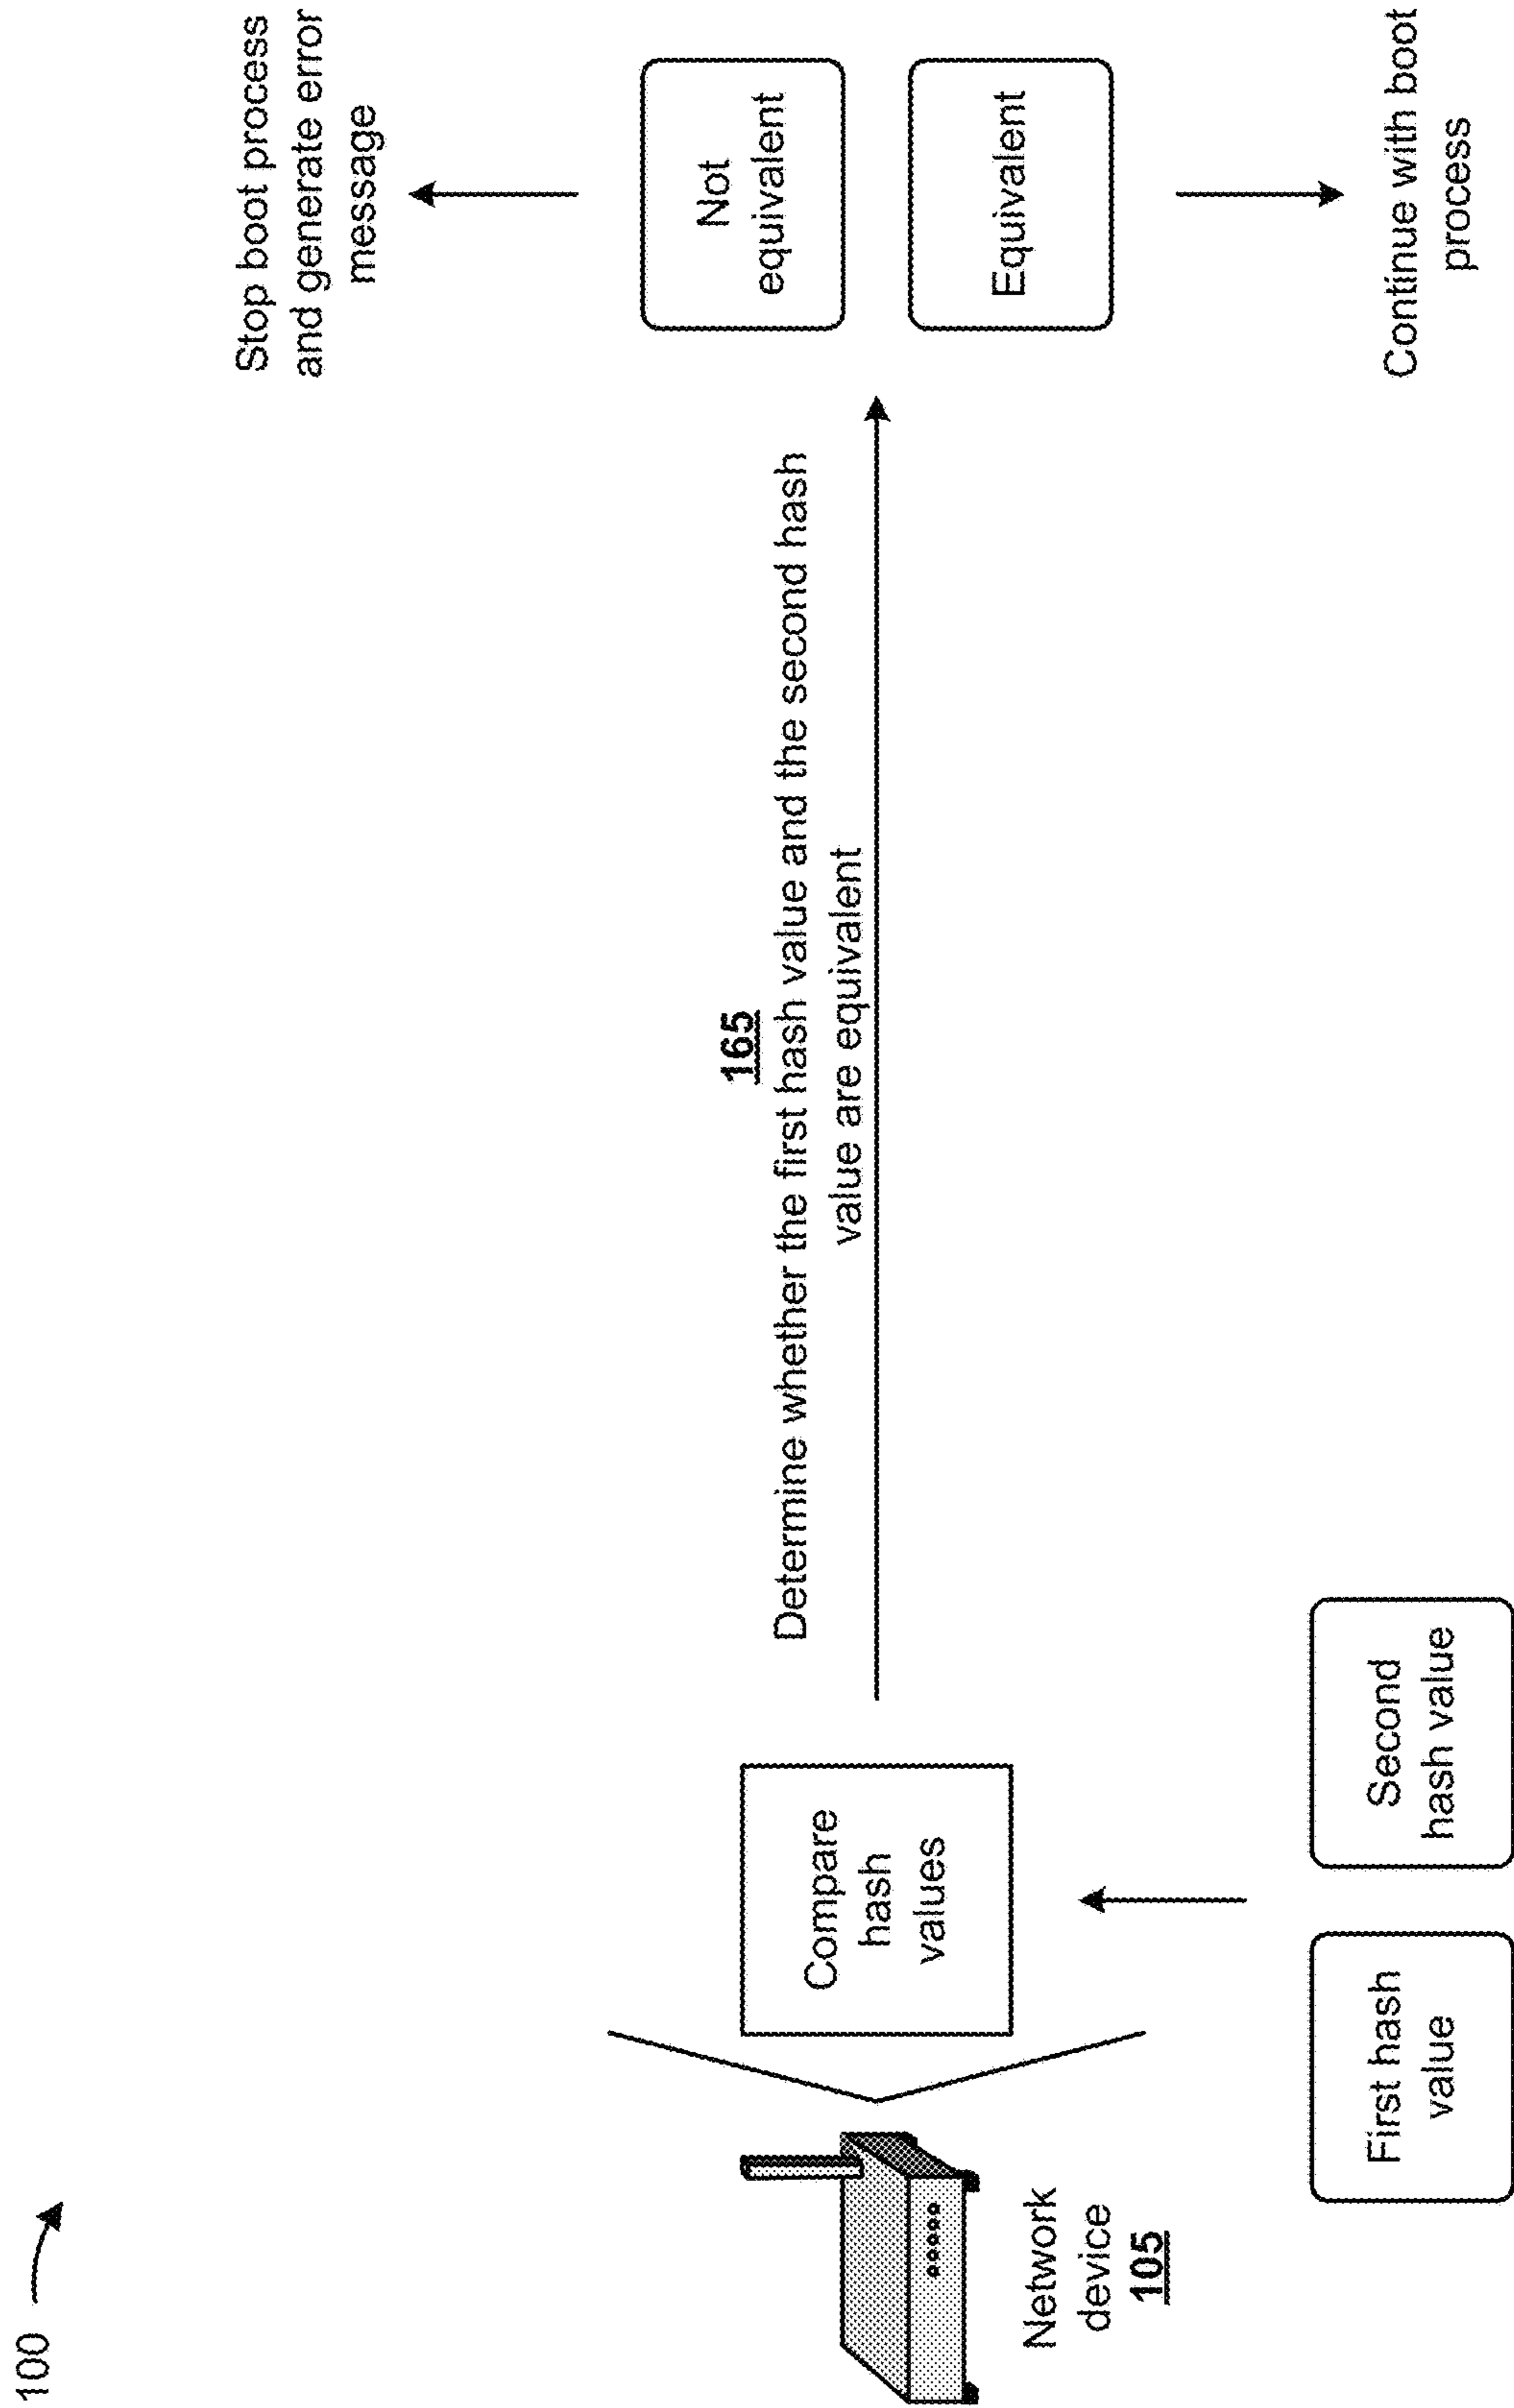 100
Network
device
105
Compare
hash
values
First hash
value
Second
hash value
165
Determine whether the first hash value and the second hash
value are equivalent
Stop boot process
and generate error
message
Not
equivalent
Equivalent
Continue with boot
process